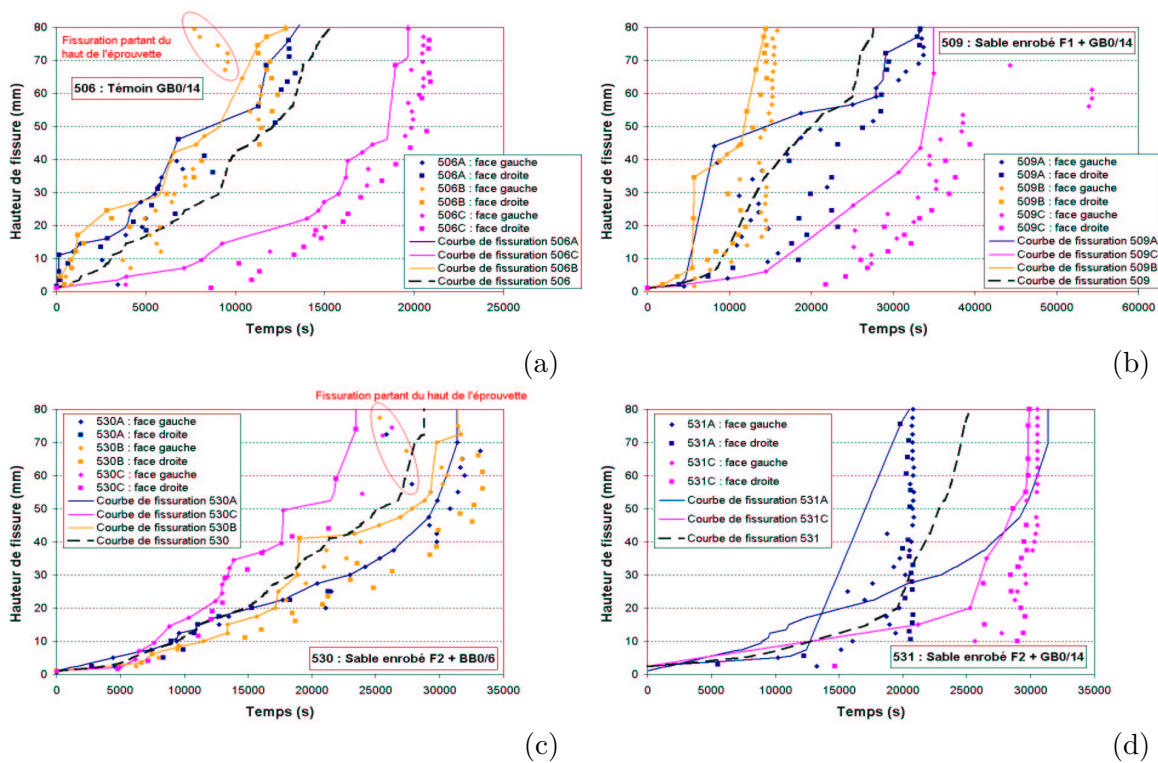 80
70
60
50
40
30
20
10
0
Hauteur de fissure (mm)
Fissuration partant du
haut de l'éprouvette
506 : Témoin GB0/14
506A : face gauche
506A : face droite
506B : face gauche
506B : face droite
506C : face gauche
506C : face droite
Courbe de fissuration 506A
Courbe de fissuration 506C
Courbe de fissuration 506B
Courbe de fissuration 506
0 5000 10000 15000 20000 25000
Temps (s)
(a)
80
70
60
50
40
30
20
10
0
Hauteur de fissure (mm)
509 : Sable enrobé F1 + GB0/14
509A : face gauche
509A : face droite
509B : face gauche
509B : face droite
509C : face gauche
509C : face droite
Courbe de fissuration 509A
Courbe de fissuration 509C
Courbe de fissuration 509B
Courbe de fissuration 509
0 10000 20000 30000 40000 50000 60000
Temps (s)
(b)
Fissuration partant du haut de l'éprouvette
80
70
60
50
40
30
20
10
0
Hauteur de fissure (mm)
530A : face gauche
530A : face droite
530B : face gauche
530B : face droite
530C : face gauche
530C : face droite
Courbe de fissuration 530A
Courbe de fissuration 530C
Courbe de fissuration 530B
Courbe de fissuration 530
530 : Sable enrobé F2 + BB0/6
0 5000 10000 15000 20000 25000 30000 35000
Temps (s)
(c)
80
70
60
50
40
30
20
10
0
Hauteur de fissure (mm)
531A : face gauche
531A : face droite
531C : face gauche
531C : face droite
Courbe de fissuration 531A
Courbe de fissuration 531C
Courbe de fissuration 531
531 : Sable enrobé F2 + GB0/14
0 5000 10000 15000 20000 25000 30000 35000
Temps (s)
(d)